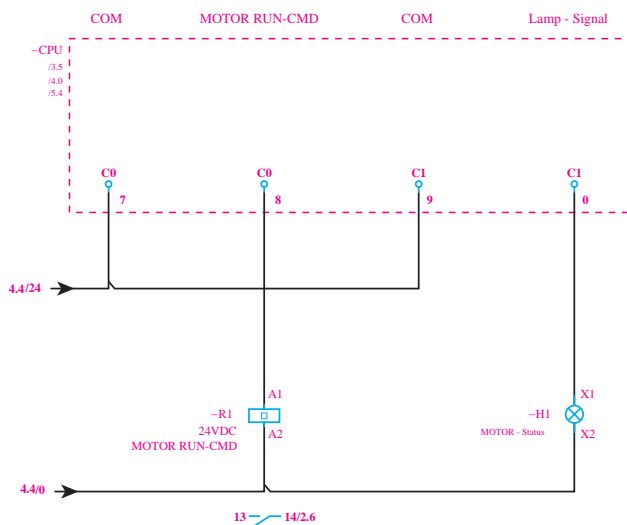 COM MOTOR RUN-CMD COM Lamp - Signal
−CPU
/3.5
/4.0
/5.4
C0 C0 C1 C1
7 8 9 0
4.4/24
A1 X1
−R1 −H1
24VDC A2 MOTOR - Status X2
MOTOR RUN-CMD
4.4/0
13 14/2.6